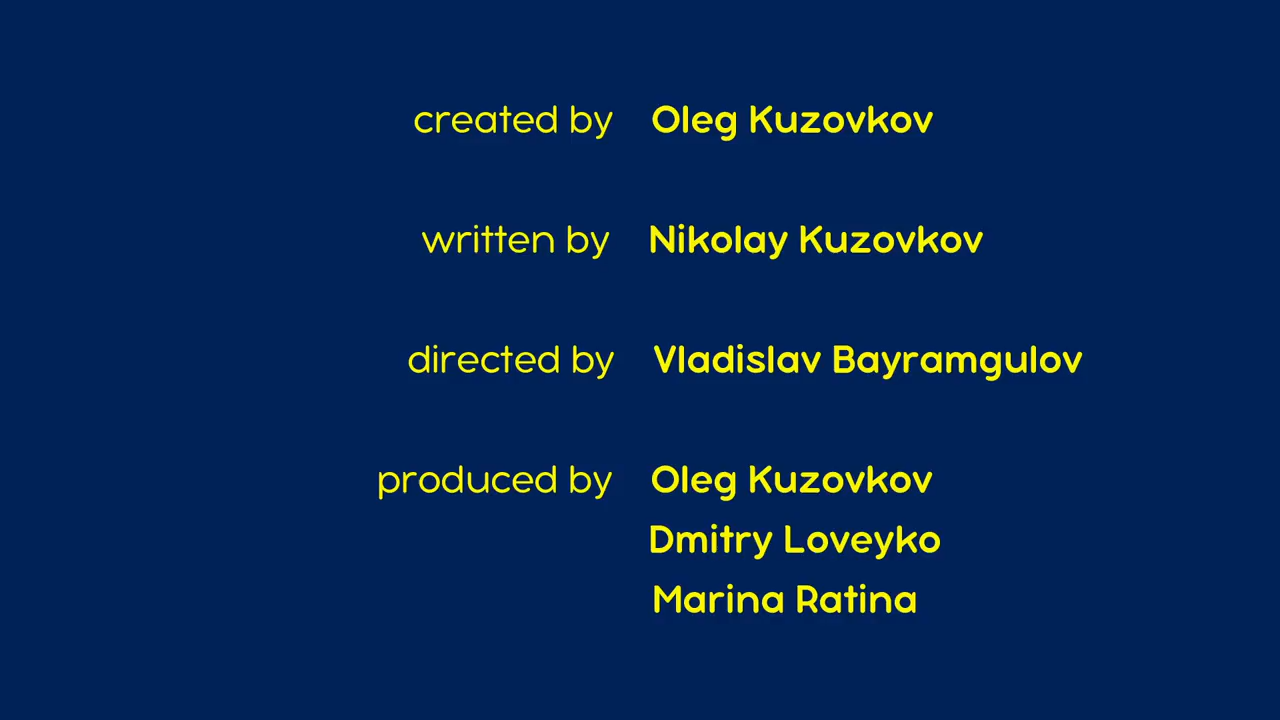 created by Oleg Kuzovkov
written by Nikolay Kuzovkov
directed by Vladislav Bayramgulov
produced by Oleg Kuzovkov
Dmitry Loveyko
Marina Ratina